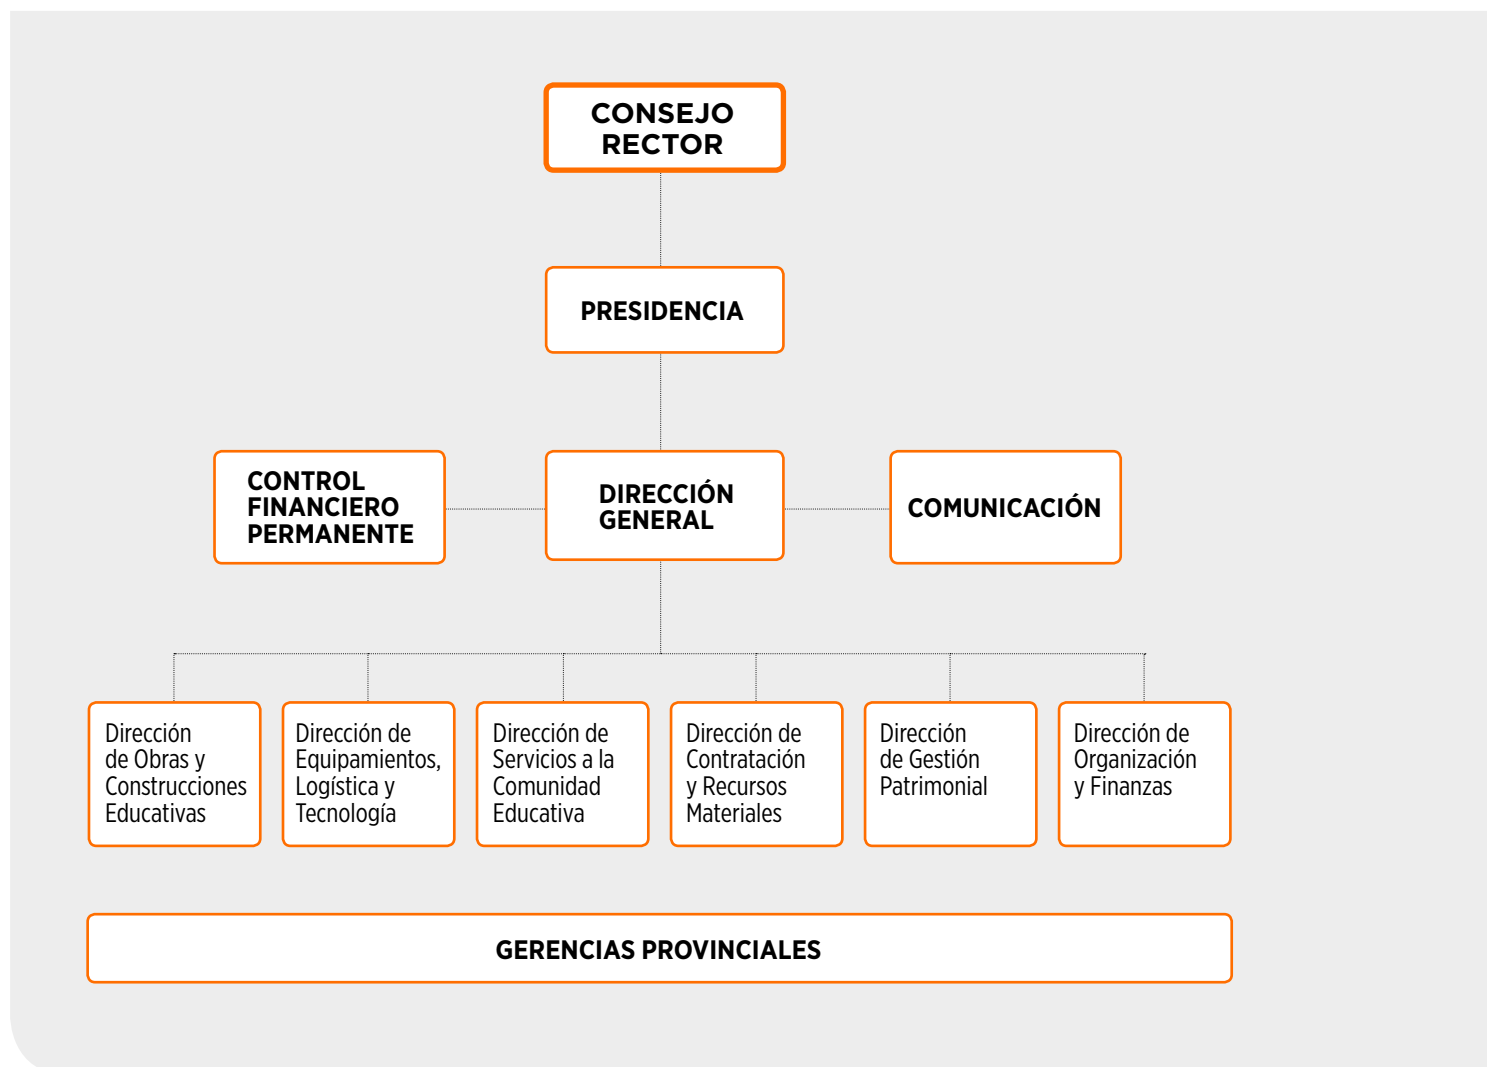 CONSEJO
RECTOR
PRESIDENCIA
CONTROL
FINANCIERO
PERMANENTE
DIRECCIÓN
GENERAL
COMUNICACIÓN
Dirección
de Obras y
Construcciones
Educativas
Dirección de
Equipamientos,
Logística y
Tecnología
Dirección de
Servicios a la
Comunidad
Educativa
Dirección de
Contratación
y Recursos
Materiales
Dirección
de Gestión
Patrimonial
Dirección de
Organización
y Finanzas
GERENCIAS PROVINCIALES